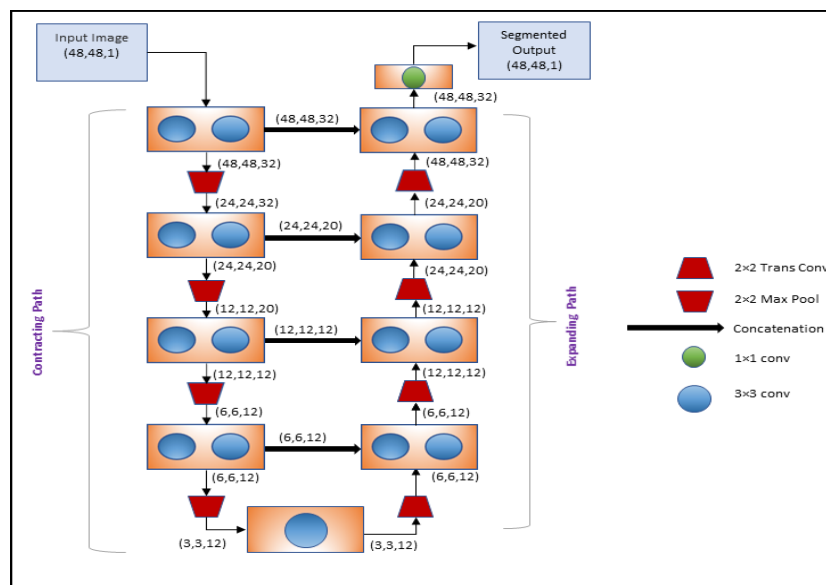 Input Image
(48,48,1)
Segmented
Output
(48,48,1)
(48,48,32)
(48,48,32)
(48,48,32)
(48,48,32)
(24,24,32)
(24,24,20)
(24,24,20)
(24,24,20)
(24,24,20)
(12,12,20)
(12,12,12)
(12,12,12)
(12,12,12)
(12,12,12)
(6,6,12)
(6,6,12)
(6,6,12)
(6,6,12)
(6,6,12)
(3,3,12)
(3,3,12)
Contracting Path
Expanding Path
2×2 Trans Conv
2×2 Max Pool
Concatenation
1×1 conv
3×3 conv